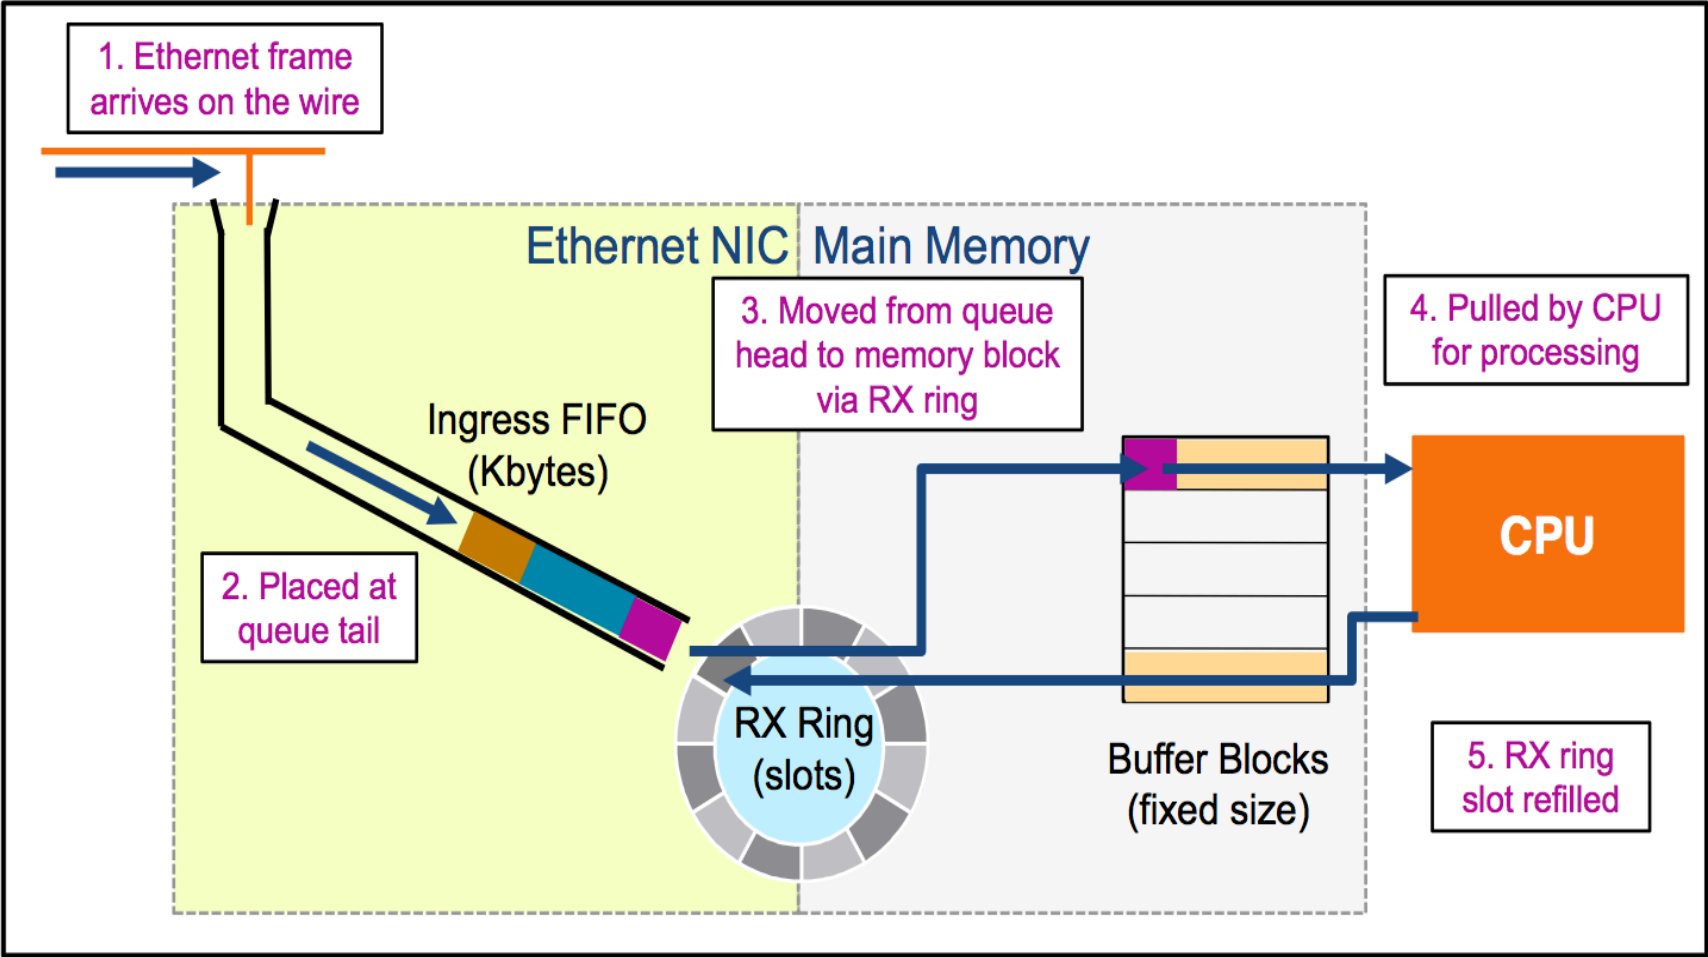 1. Ethernet frame
arrives on the wire
Ethernet NIC
Main Memory
3. Moved from queue
head to memory block
via RX ring
4. Pulled by CPU
for processing
Ingress FIFO
(Kbytes)
2. Placed at
queue tail
CPU
RX Ring
(slots)
Buffer Blocks
(fixed size)
5. RX ring
slot refilled